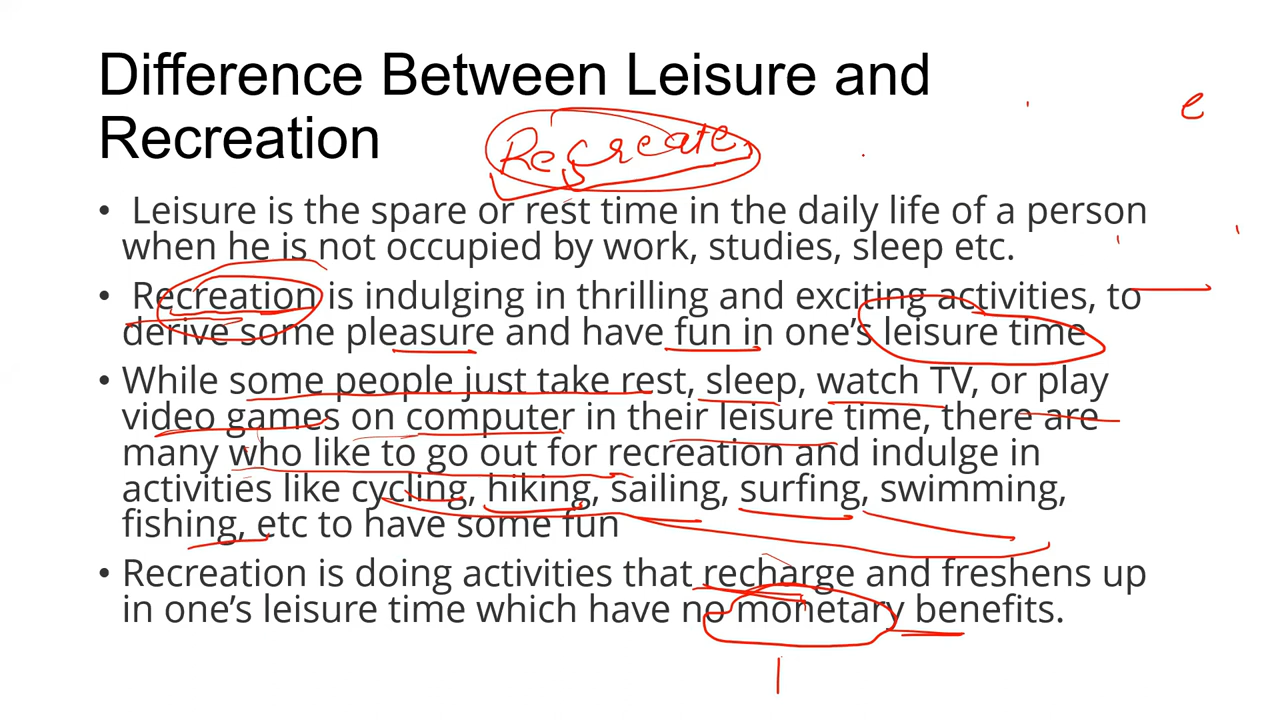 Difference Between Leisure and
Recreation
Recreate
• Leisure is the spare or rest time in the daily life of a person
when he is not occupied by work, studies, sleep etc.
• Recreation is indulging in thrilling and exciting activities, to
derive some pleasure and have fun in one’s leisure time
• While some people just take rest, sleep, watch TV, or play
video games on computer in their leisure time, there are
many who like to go out for recreation and indulge in
activities like cycling, hiking, sailing, surfing, swimming,
fishing, etc to have some fun
• Recreation is doing activities that recharge and freshens up
in one’s leisure time which have no monetary benefits.
e